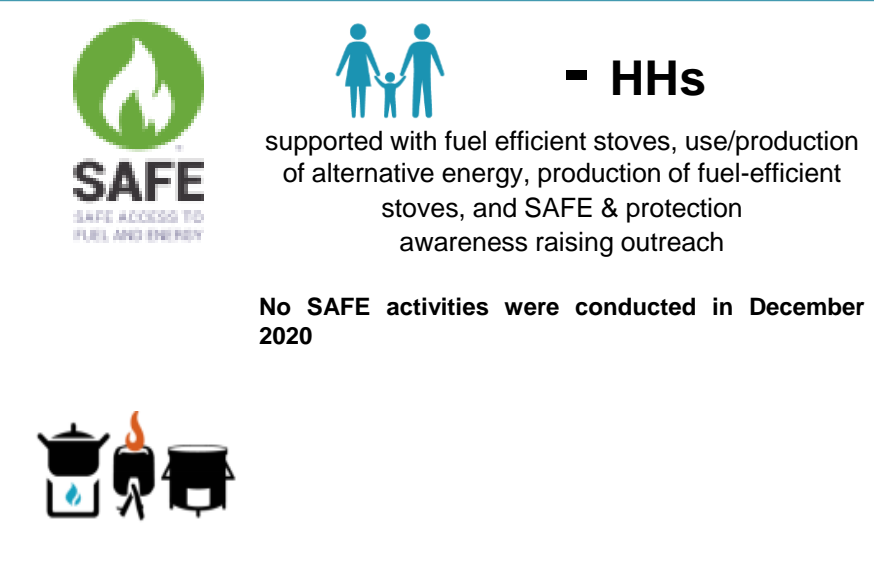 SAFE
SAFE ACCESS TO
FUEL AND ENERGY
- HHs
supported with fuel efficient stoves, use/production
of alternative energy, production of fuel-efficient
stoves, and SAFE & protection
awareness raising outreach
No SAFE activities were conducted in December
2020